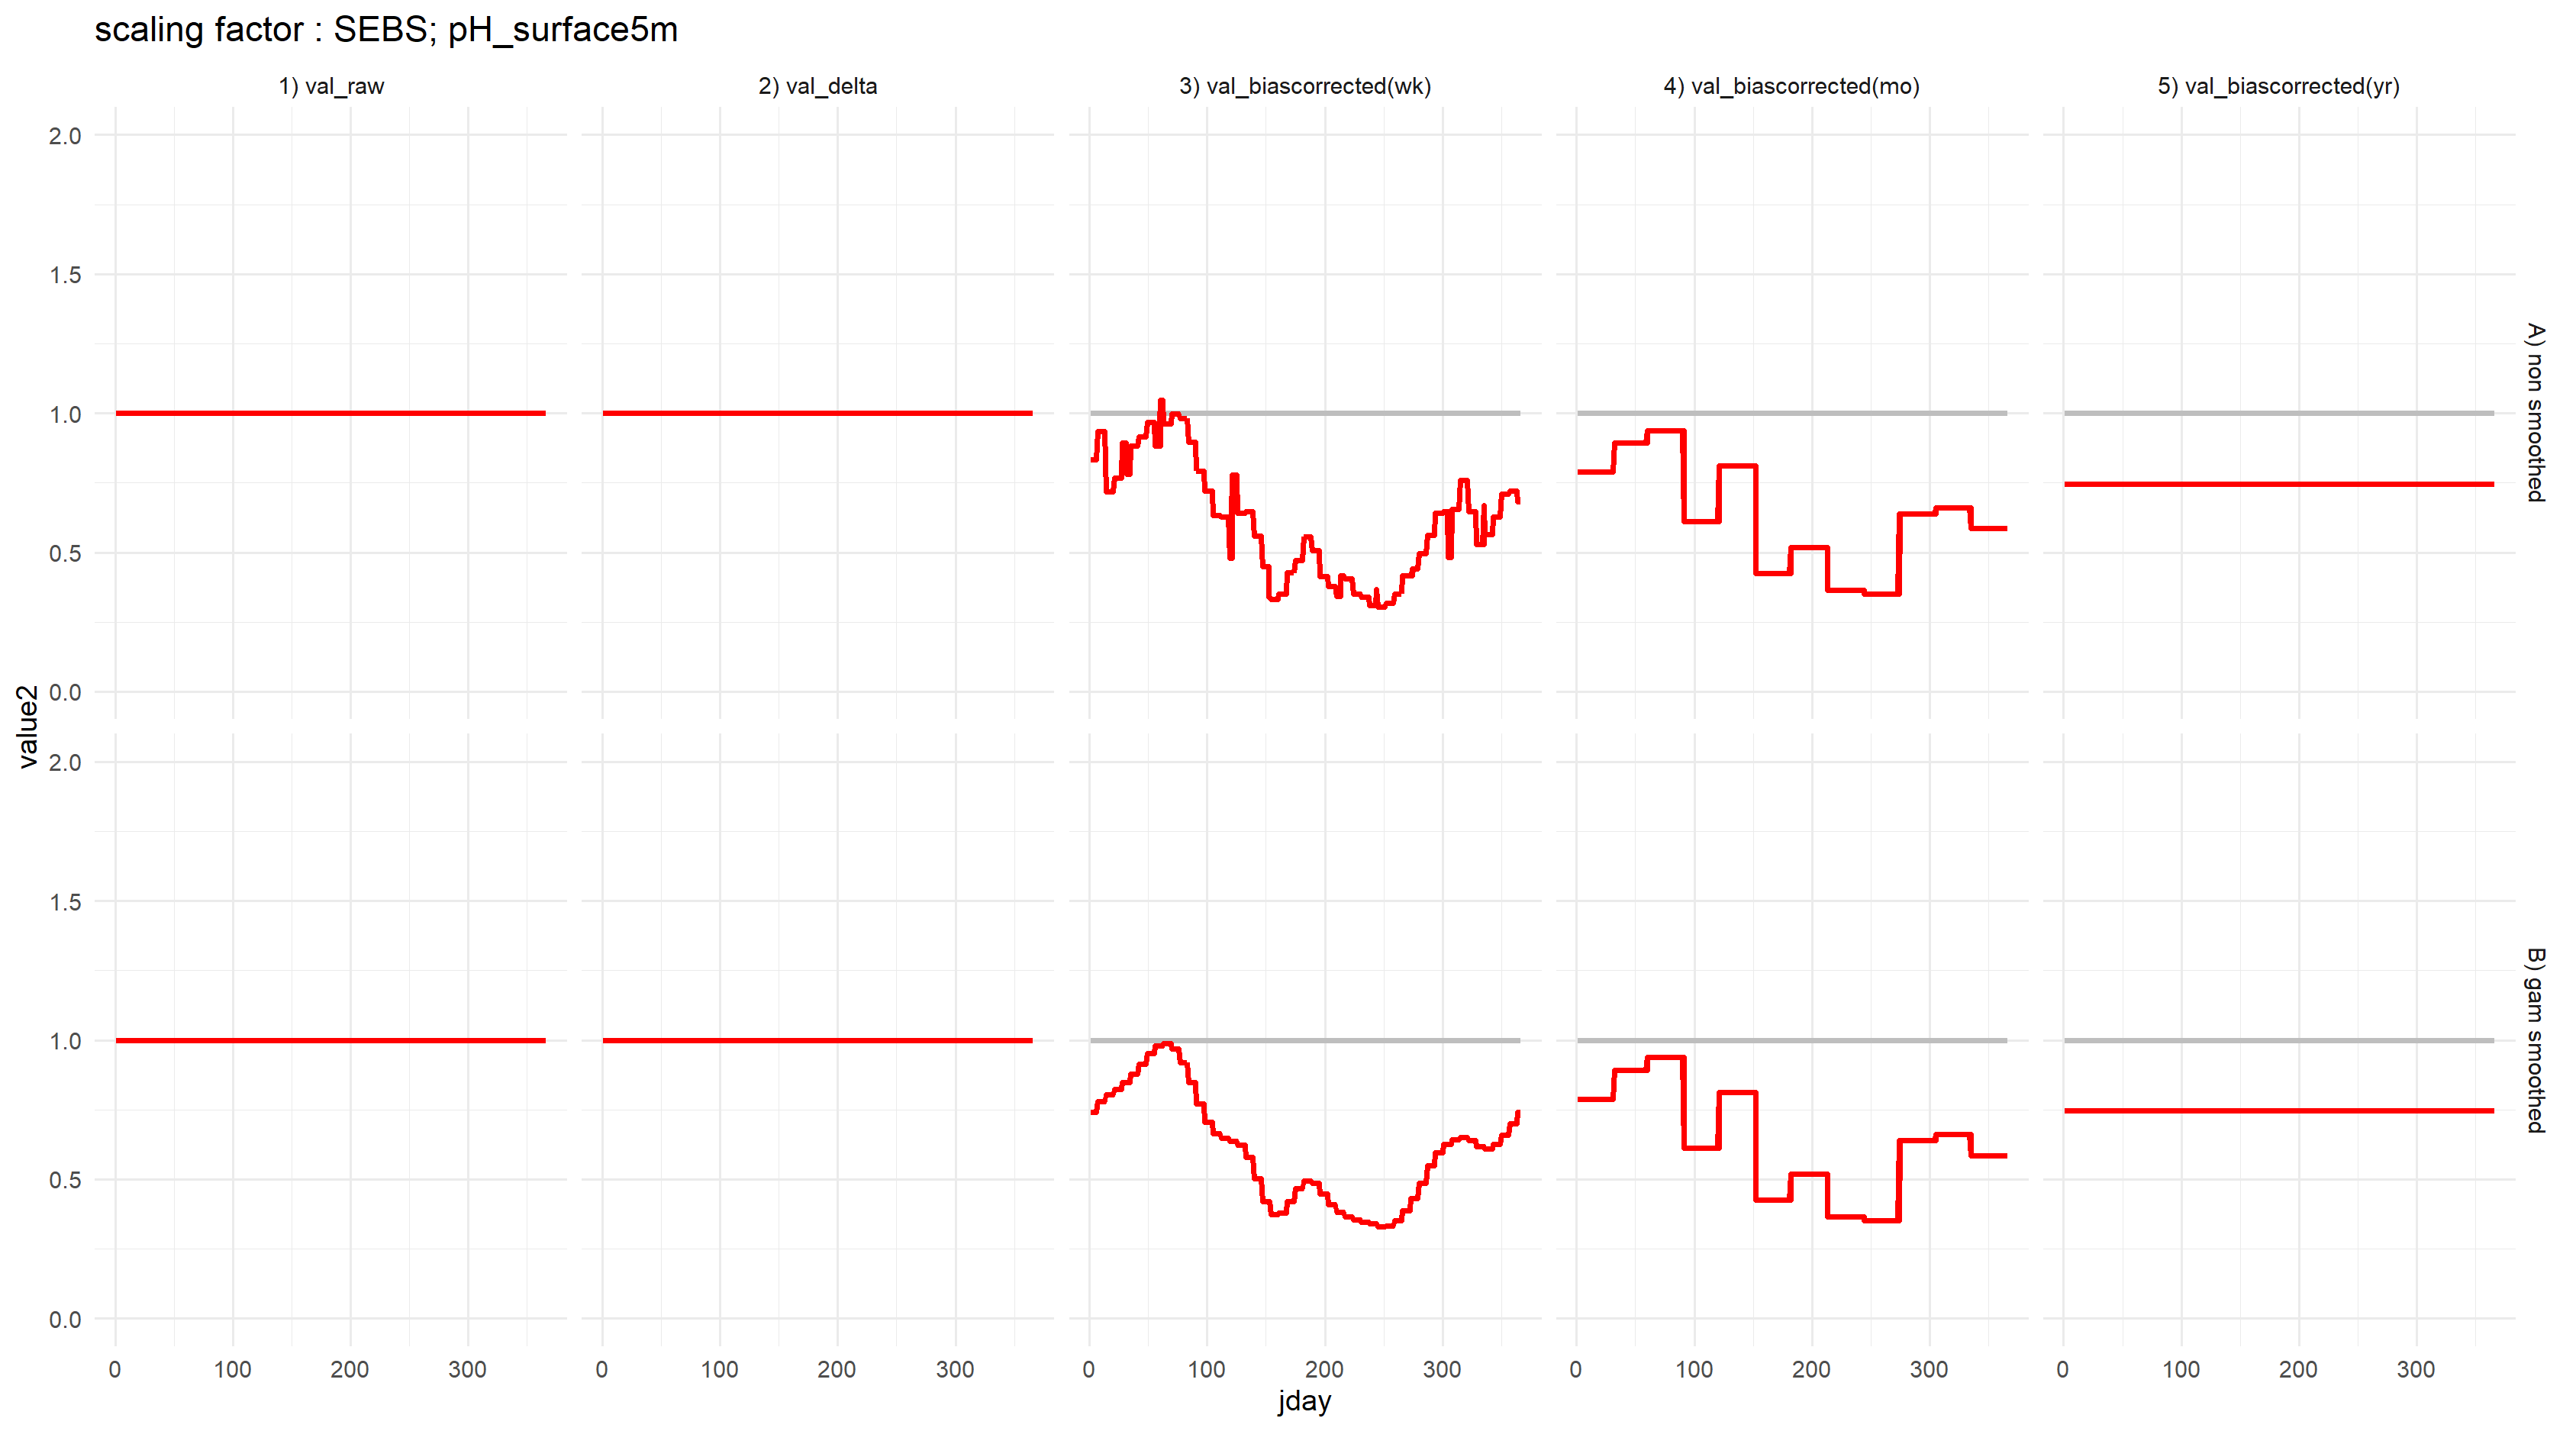 scaling factor : SEBS; pH_surface5m
1) val_raw
2) val_delta
3) val_biascorrected(wk)
4) val_biascorrected(mo)
5) val_biascorrected(yr)
2.0
1.5
1.0
0.5
0.0
A) non smoothed
value2
2.0
1.5
1.0
0.5
0.0
B) gam smoothed
0 100 200 300
0 100 200 300
0 100 200 300
0 100 200 300
0 100 200 300
jday